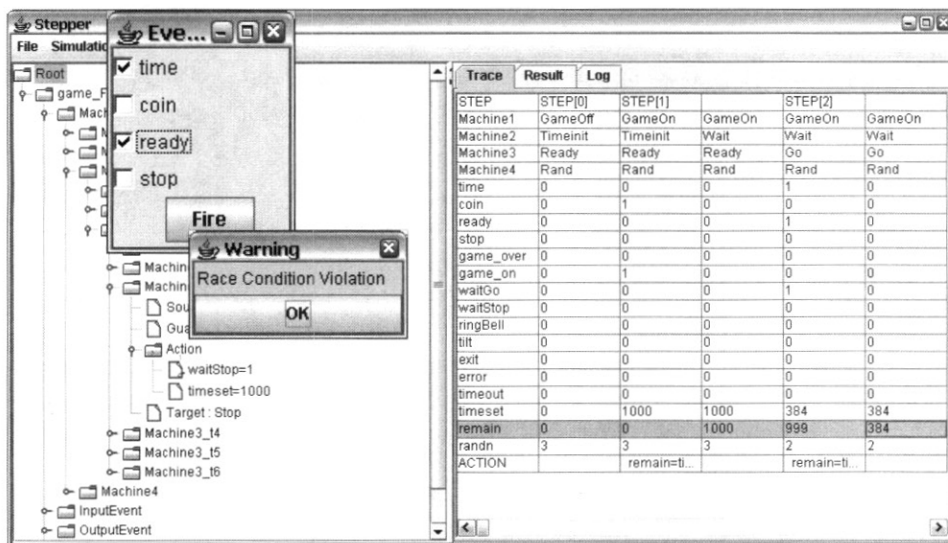 Stepper
File Simulatio
Eve...
time
coin
ready
stop
Fire
Warning
Race Condition Violation
OK
Root
game_F
Mach
M
M
M
Machin
Machin
Sou
Gua
Action
waitStop=1
timeset=1000
Target : Stop
Machine3_t4
Machine3_t5
Machine3_t6
Machine4
InputEvent
OutputEvent
Trace Result Log
STEP STEP[0] STEP[1] STEP[2]
Machine1 GameOff GameOn GameOn GameOn GameOn
Machine2 Timeinit Timeinit Wait Wait Wait
Machine3 Ready Ready Ready Go Go
Machine4 Rand Rand Rand Rand Rand
time 0 0 0 1 0
coin 0 1 0 0 0
ready 0 0 0 1 0
stop 0 0 0 0 0
game_over 0 0 0 0 0
game_on 0 1 0 0 0
waitGo 0 0 0 1 0
waitStop 0 0 0 0 0
ringBell 0 0 0 0 0
tilt 0 0 0 0 0
exit 0 0 0 0 0
error 0 0 0 0 0
timeout 0 0 0 0 0
timeset 0 1000 1000 384 384
remain 0 0 1000 999 384
randn 3 3 3 2 2
ACTION remain=ti... remain=ti...